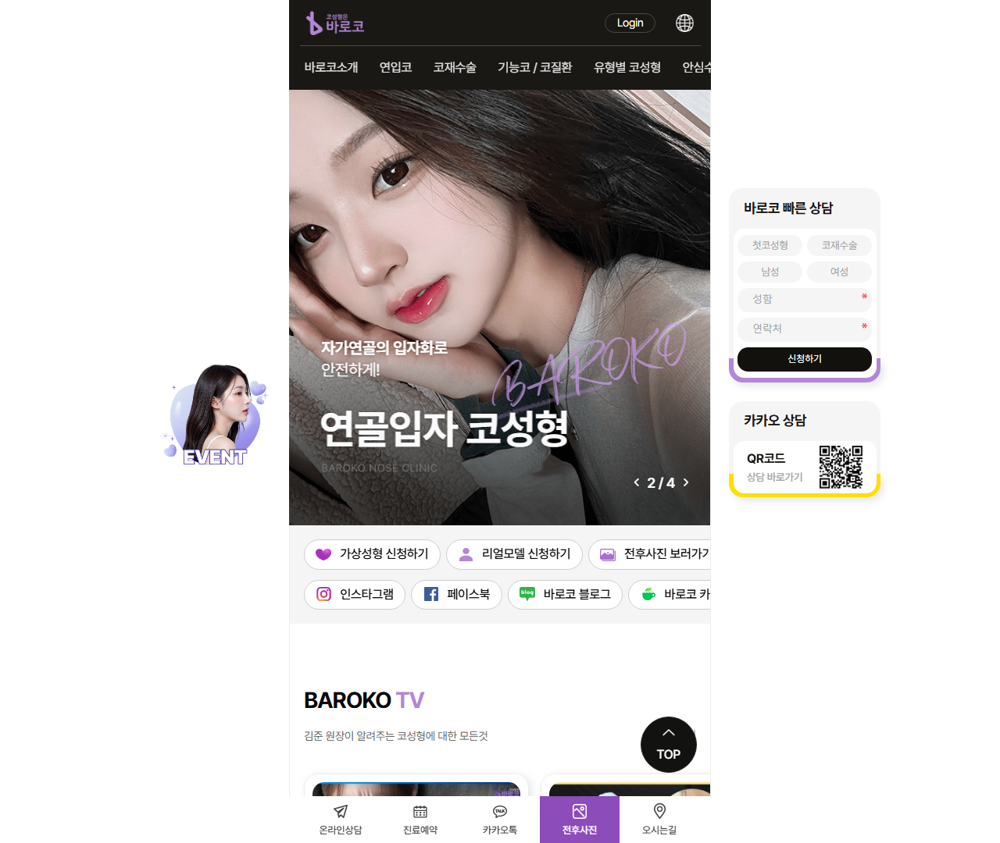 코성형은
바로코
Login
바로코소개
연입코
코재수술
기능코 / 코질환
유형별 코성형
안심수
자가연골의 입자화로
안전하게!
BAROKO
연골입자 코성형
BAROKO NOSE CLINIC
2 / 4
가상성형 신청하기
리얼모델 신청하기
전후사진 보러가기
인스타그램
페이스북
blog
바로코 블로그
바로코 카
BAROKO TV
김준 원장이 알려주는 코성형에 대한 모든것
TOP
바로코
온라인상담
진료예약
TALK
카카오톡
전후사진
오시는길
EVENT
바로코 빠른 상담
첫코성형
코재수술
남성
여성
성함 *
연락처 *
신청하기
카카오 상담
QR코드
상담 바로가기